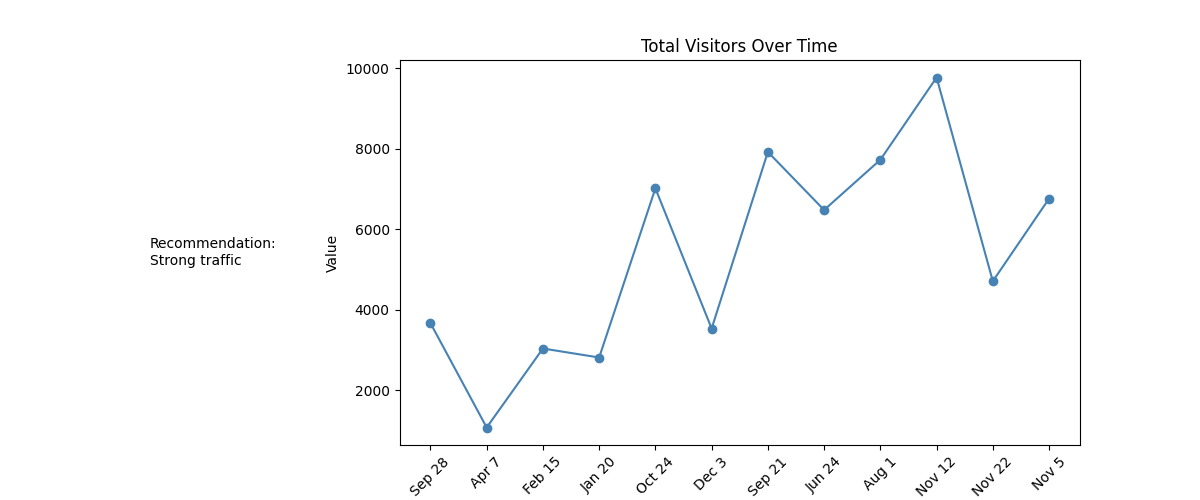 Total Visitors Over Time
10000
8000
6000
4000
2000
Value
Recommendation:
Strong traffic
Sep 28
Apr 7
Feb 15
Jan 20
Oct 24
Dec 3
Sep 21
Jun 24
Aug 1
Nov 12
Nov 22
Nov 5